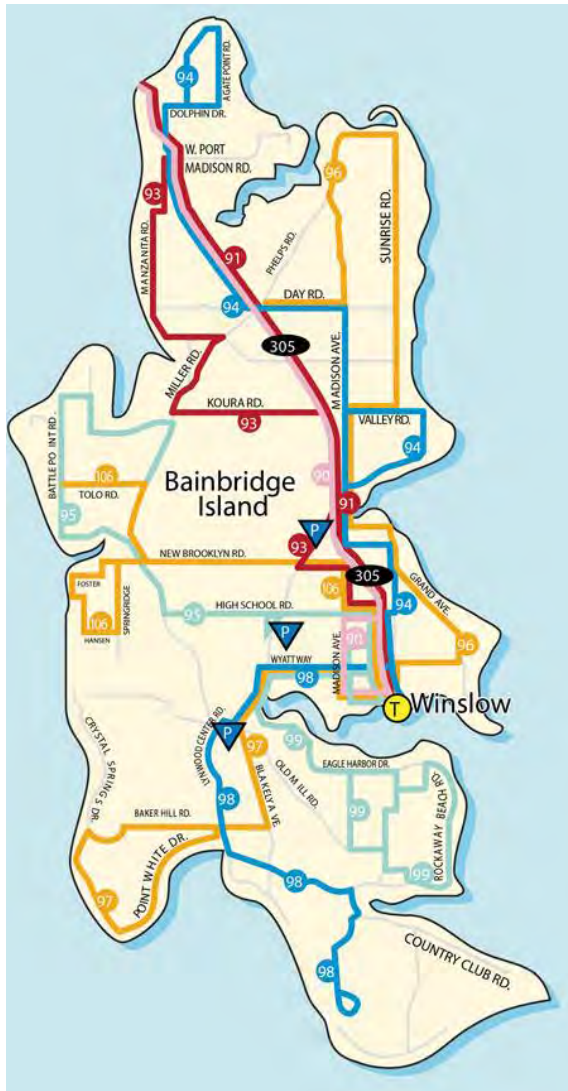 94
AGATE POINT RD.
DOLPHIN DR.
W. PORT
MADISON RD.
93
96
MANZANITA RD.
91
PHELPS RD.
SUNRISE RD.
94
DAY RD.
305
MILLER RD.
MADISON AVE.
KOURA RD.
93
VALLEY RD.
94
BATTLE POINT RD.
106
TOLO RD.
95
Bainbridge
Island
90
91
P
93
NEW BROOKLYN RD.
305
FOSTER
SPRINGRIDGE
106
HANSEN
95
HIGH SCHOOL RD.
106
GRAND AVE.
94
P
MADISON AVE.
90
96
WYATT WAY
98
T
Winslow
CRYSTAL SPRINGS DR.
LYNWOOD CENTER RD.
P
97
99
EAGLE HARBOR DR.
OLD MILL RD.
BLAKELY AVE.
98
99
ROCKAWAY BEACH RD
BAKER HILL RD.
POINT WHITE DR.
97
99
98
COUNTRY CLUB RD.
98